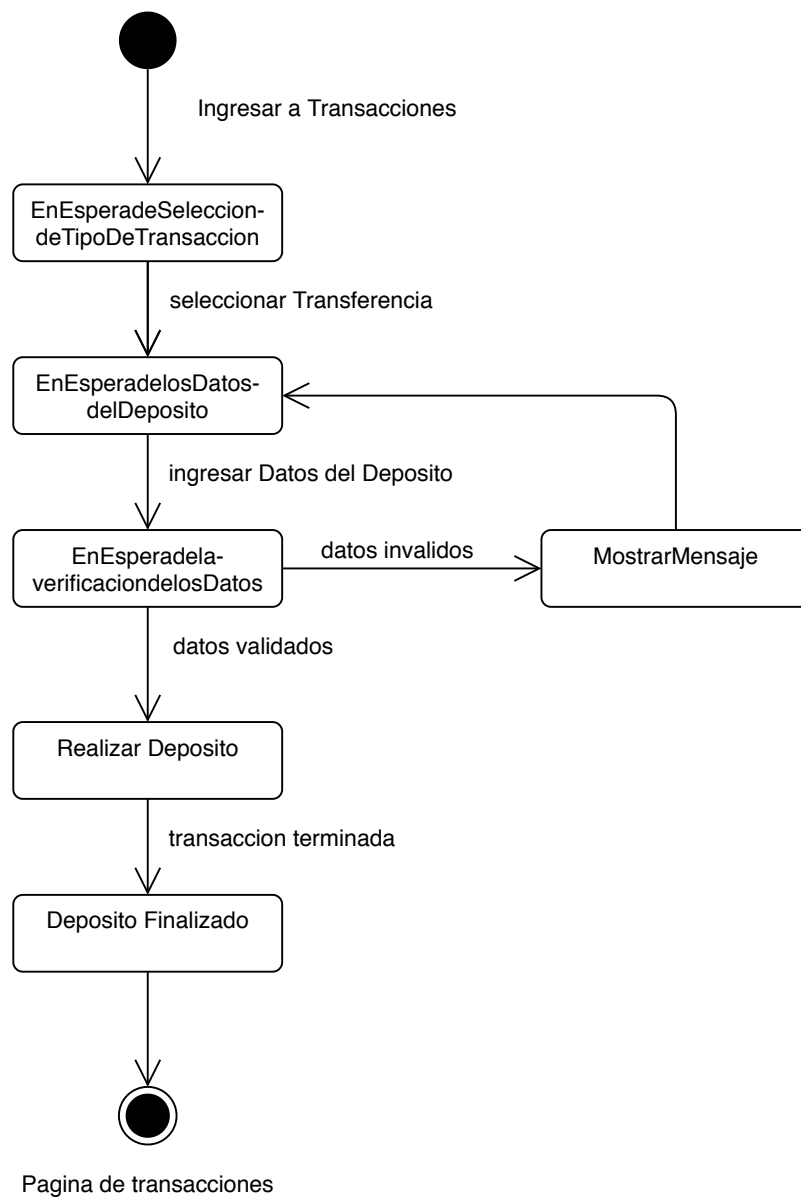 Ingresar a Transacciones
EnEsperadeSeleccion-
deTipoDeTransaccion
seleccionar Transferencia
EnEsperadelosDatos-
delDeposito
ingresar Datos del Deposito
EnEsperadela-
verificaciondelosDatos
datos invalidos
MostrarMensaje
datos validados
Realizar Deposito
transaccion terminada
Deposito Finalizado
Pagina de transacciones